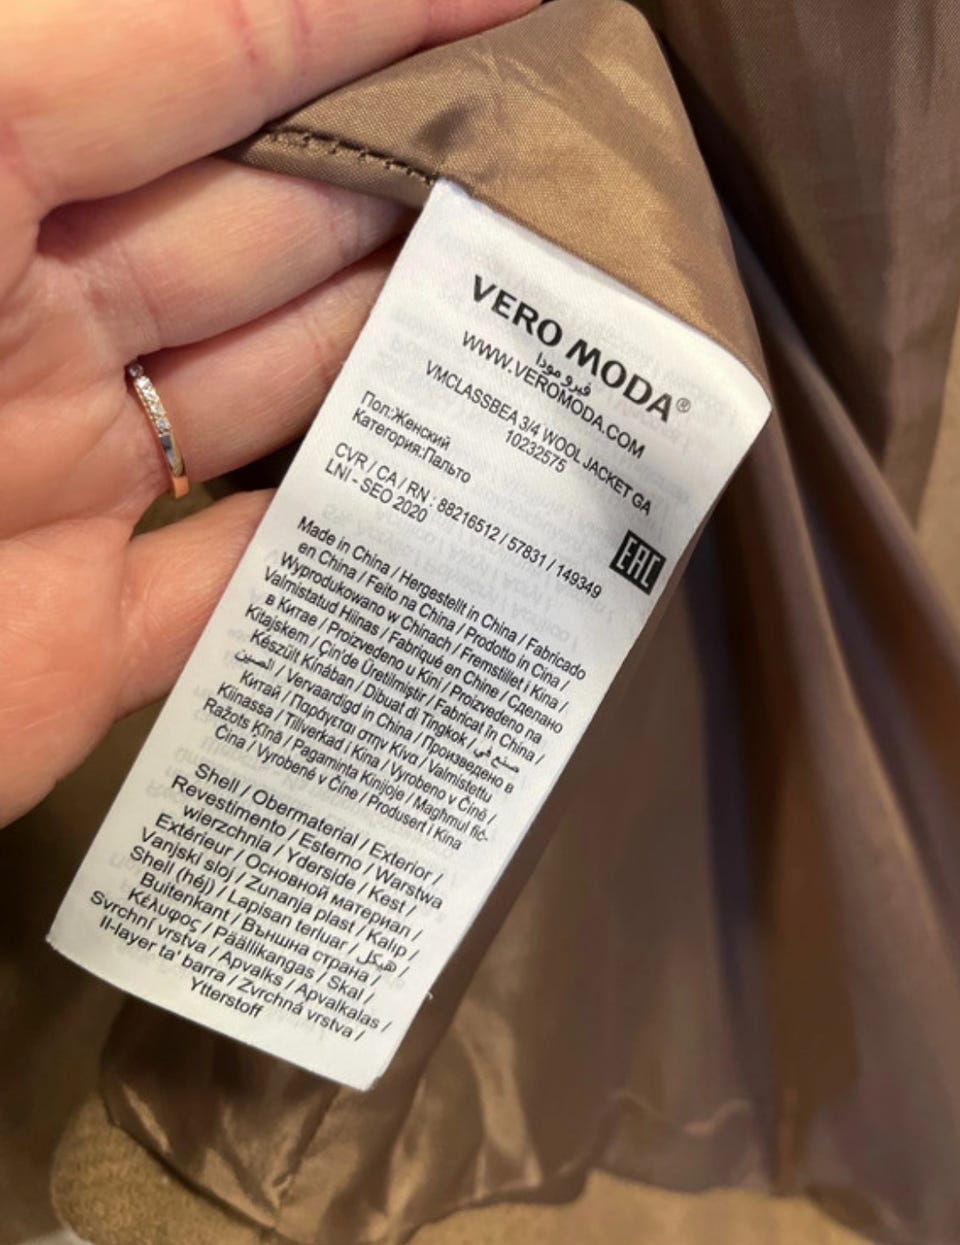 VERO MODA®
فيرو مودا
WWW.VEROMODA.COM
VMCLASSBEA 3/4 WOOL JACKET GA
10232575
Пол:Женский
Категория:Пальто
CVR / CA / RN : 88216512 / 57831 / 149349
LNI - SEO 2020
EAC
Made in China / Hergestellt in China / Fabricado
en China / Feito na China / Prodotto in Cina /
Wyprodukowano w Chinach / Fremstillet i Kina /
Valmistatud Hiinas / Fabriqué en Chine / Сделано
в Китае / Proizvedeno u Kini / Proizvedeno na
Kitajskem / Çin'de Üretilmiştir / Fabricat în China /
Készült Kínában / Dibuat di Tingkok / صنع في
الصين / Vervaardigd in China / Произведено в
Китай / Παράγεται στην Κίνα / Valmistettu
Kiinassa / Tillverkad i Kina / Vyrobeno v Číně /
Ražots Ķīnā / Pagaminta Kinijoje / Maghmul fiċ-
Ċina / Vyrobené v Číne / Produsert i Kina
Shell / Obermaterial / Exterior /
Revestimento / Esterno / Warstwa
wierzchnia / Yderside / Kest /
Extérieur / Основной материал /
Vanjski sloj / Zunanja plast / Kalıp /
Shell (héj) / Lapisan terluar / هيكل /
Buitenkant / Външна страна /
Κέλυφος / Päällikangas / Skal /
Svrchní vrstva / Apvalks / Apvalkalas /
Il-layer ta' barra / Zvrchná vrstva /
Ytterstoff